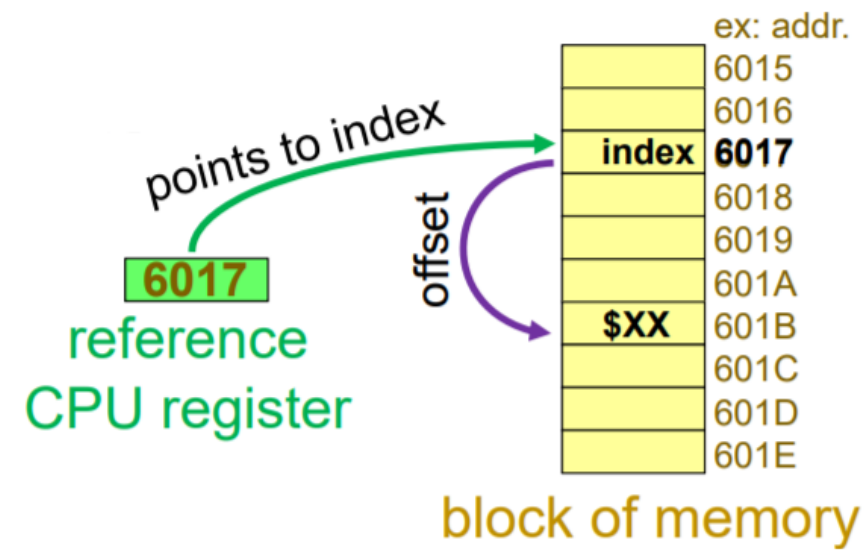 ex: addr.
6015
6016
points to index
index 6017
6018
offset
6019
6017
601A
reference
$XX 601B
CPU register
601C
601D
601E
block of memory